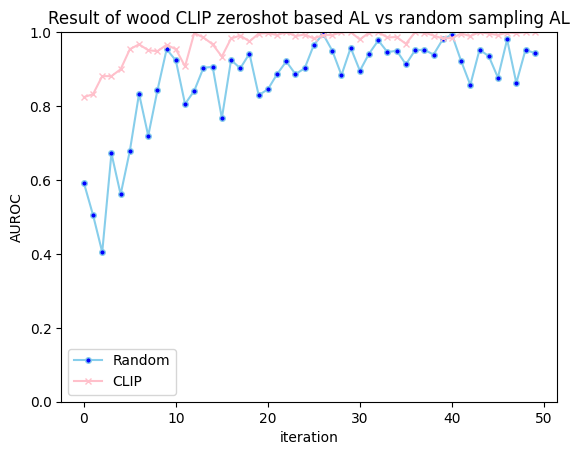 Result of wood CLIP zeroshot based AL vs random sampling AL
1.0
0.8
0.6
0.4
0.2
0.0
AUROC
Random
CLIP
0 10 20 30 40 50
iteration